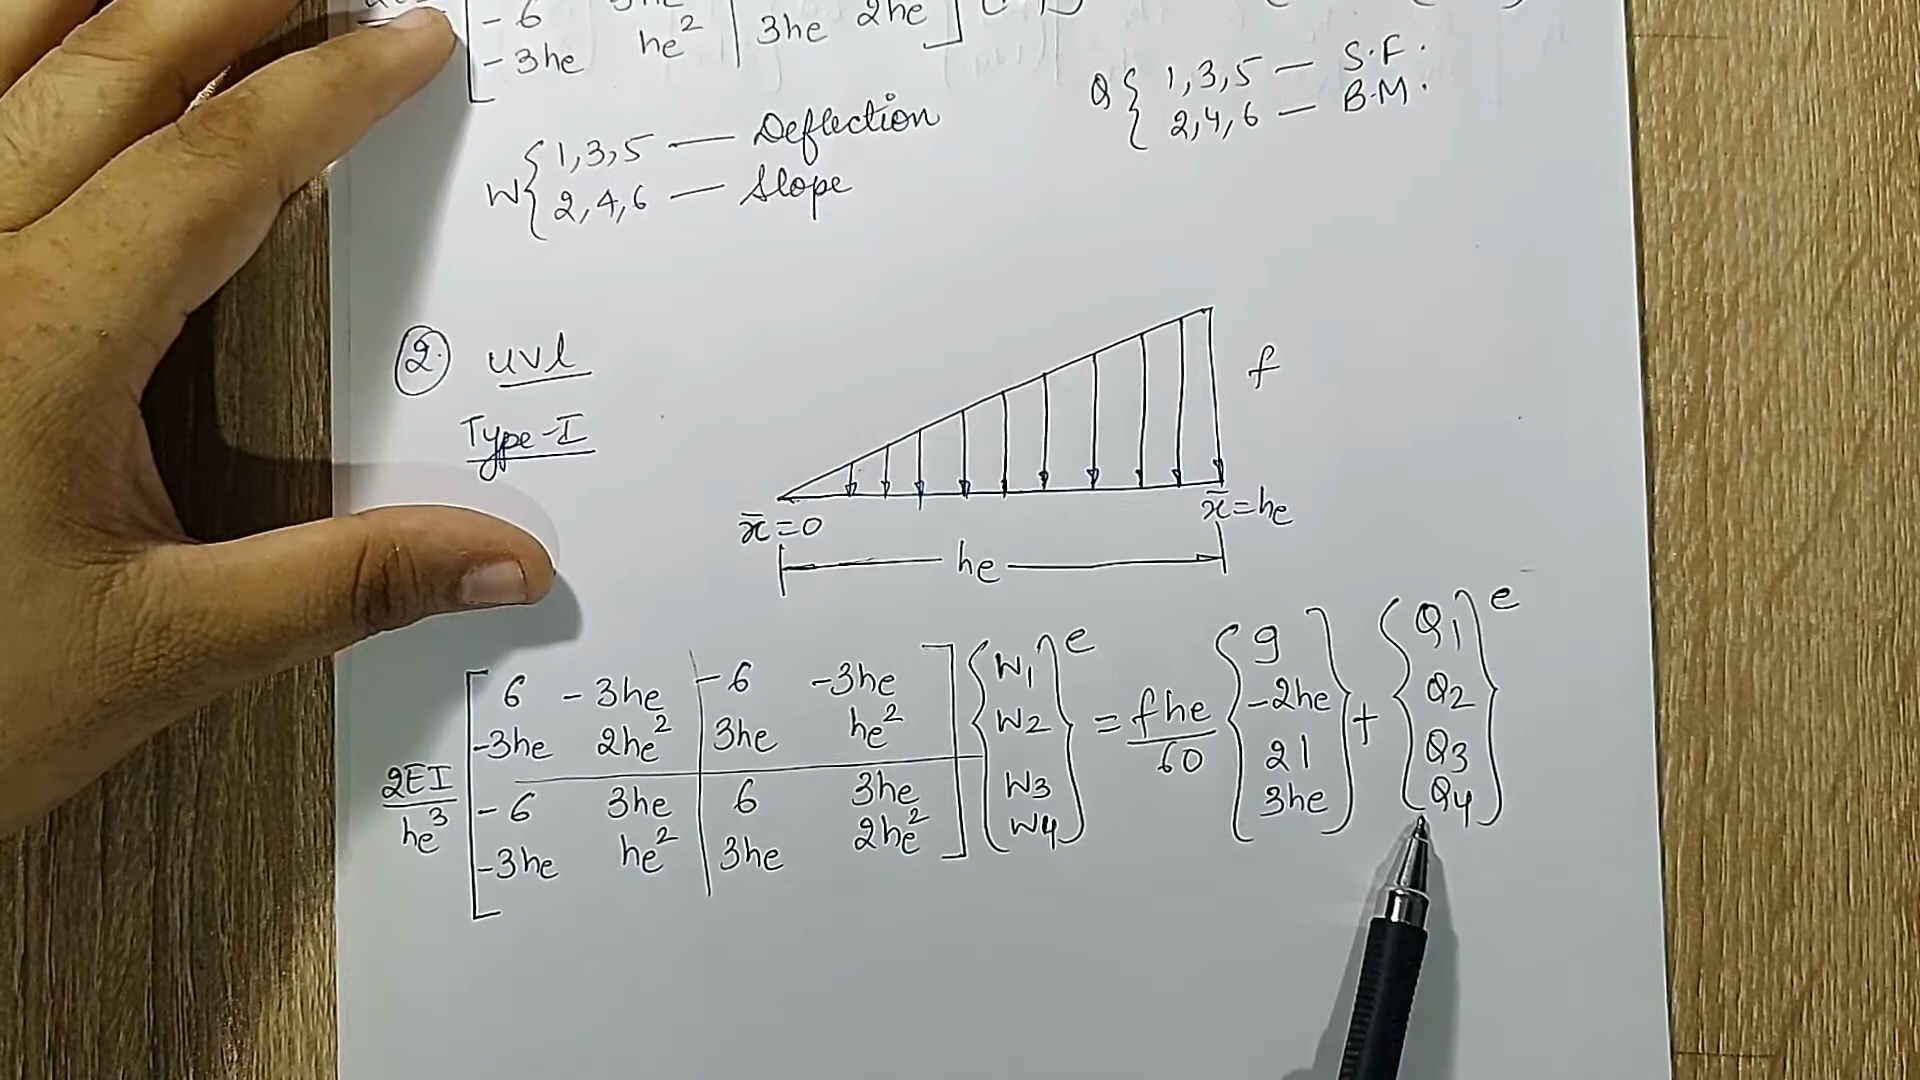 - 6
- 3he he² 3he 2he
Q { 1,3,5 — S.F.
2,4,6 — B.M.
W { 1,3,5 — Deflection
2,4,6 — Slope
2. UVL
Type-I
f
x̄=0 x̄=he
he
2EI/he³ [ 6 -3he -6 -3he
-3he 2he² 3he he²
-6 3he 6 3he
-3he he² 3he 2he² ] { W1 W2 W3 W4 }ᵉ = fhe/60 { 9 -2he 21 3he } + { Q1 Q2 Q3 Q4 }ᵉ